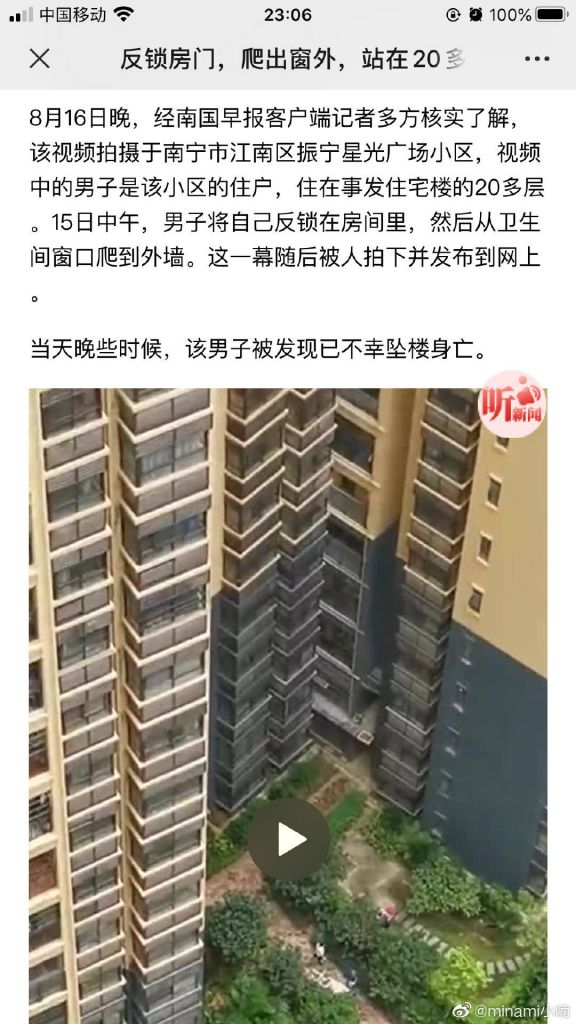 中国移动
23:06
100%
反锁房门，爬出窗外，站在20多
8月16日晚，经南国早报客户端记者多方核实了解，
该视频拍摄于南宁市江南区振宁星光广场小区，视频
中的男子是该小区的住户，住在事发住宅楼的20多层
。15日中午，男子将自己反锁在房间里，然后从卫生
间窗口爬到外墙。这一幕随后被人拍下并发布到网上
。
当天晚些时候，该男子被发现已不幸坠楼身亡。
听新闻
@minami小喃